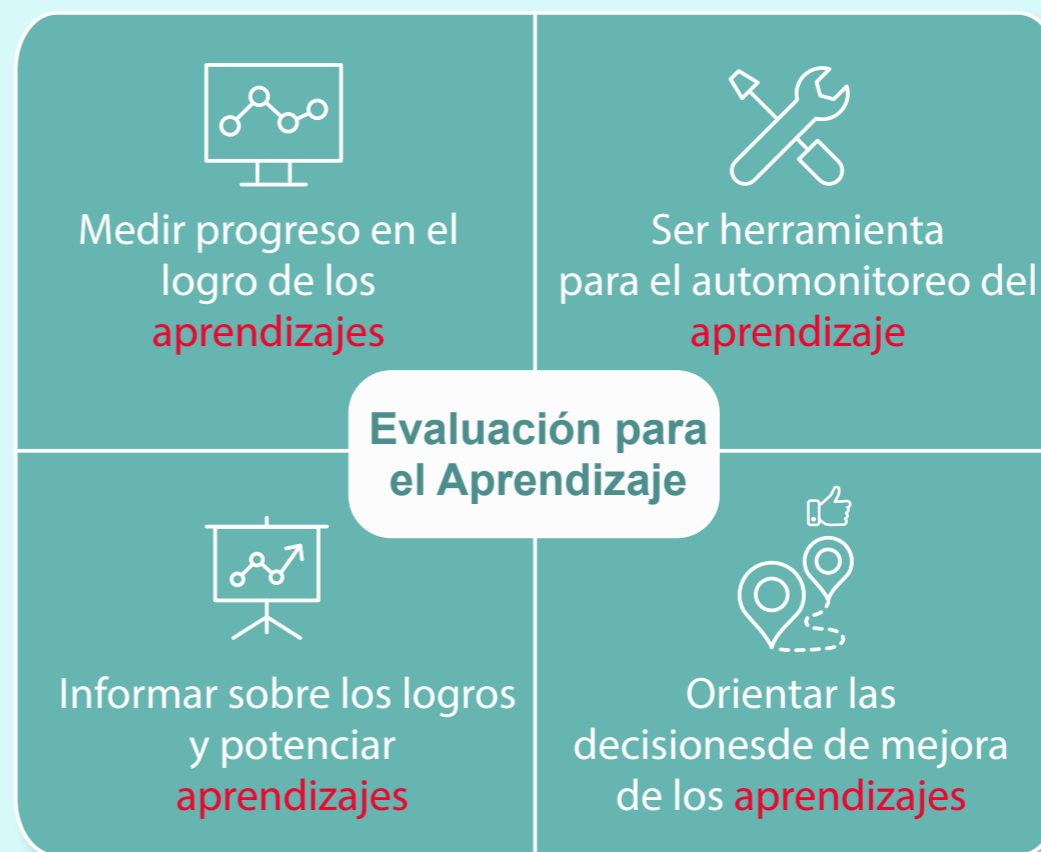 Medir progreso en el
logro de los
aprendizajes
Ser herramienta
para el automonitoreo del
aprendizaje
Evaluación para
el Aprendizaje
Informar sobre los logros
y potenciar
aprendizajes
Orientar las
decisionesde de mejora
de los aprendizajes